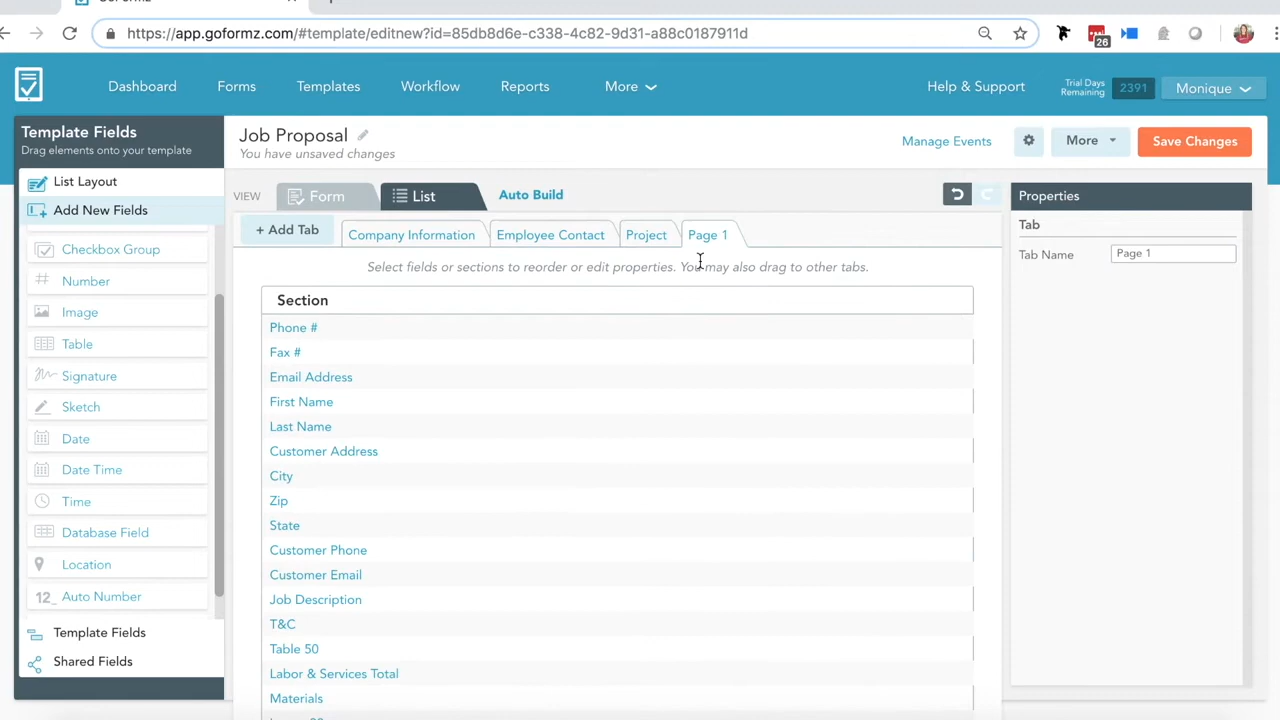 https://app.goformz.com/#template/editnew?id=85db8d6e-c338-4c82-9d31-a88c0187911d
26
Dashboard
Forms
Templates
Workflow
Reports
More
Help & Support
Trial Days
Remaining
2391
Monique
Template Fields
Drag elements onto your template
List Layout
Add New Fields
Checkbox Group
Number
Image
Table
Signature
Sketch
Date
Date Time
Time
Database Field
Location
12_ Auto Number
Template Fields
Shared Fields
Job Proposal
You have unsaved changes
Manage Events
More
Save Changes
VIEW
Form
List
Auto Build
+ Add Tab
Company Information
Employee Contact
Project
Page 1
Select fields or sections to reorder or edit properties. You may also drag to other tabs.
Section
Phone #
Fax #
Email Address
First Name
Last Name
Customer Address
City
Zip
State
Customer Phone
Customer Email
Job Description
T&C
Table 50
Labor & Services Total
Materials
Properties
Tab
Tab Name
Page 1